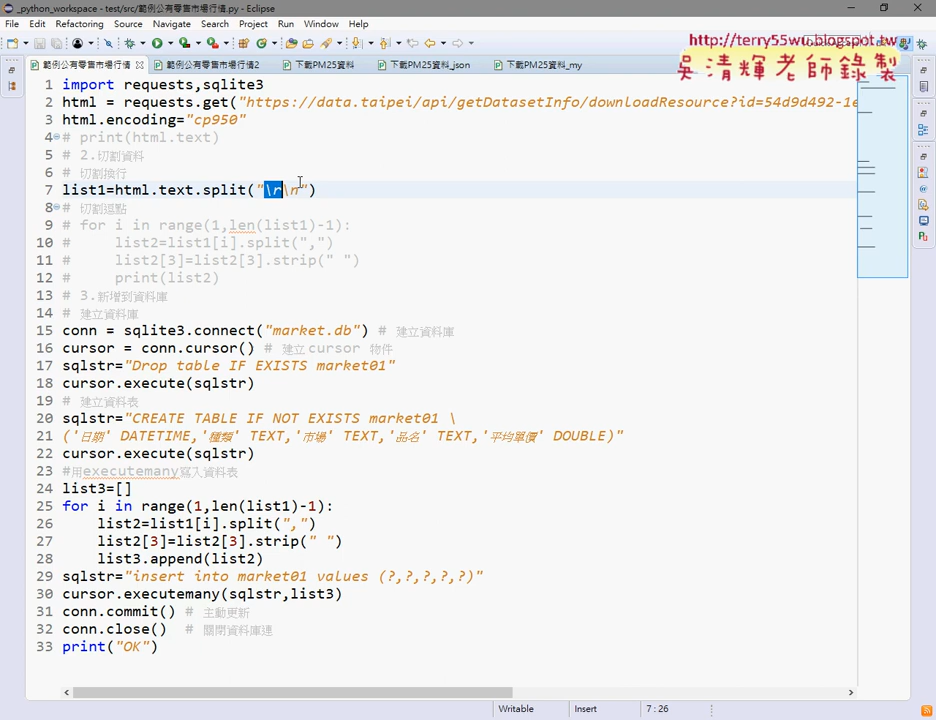 _python_workspace - test/src/範例公有零售市場行情.py - Eclipse
File Edit Refactoring Source Navigate Search Project Run Window Help
http://terry55wu.blogspot.tw
吳清輝老師錄製
範例公有零售市場行情 範例公有零售市場行情2 下載PM25資料 下載PM25資料_json 下載PM25資料_my
1 import requests,sqlite3
2 html = requests.get("https://data.taipei/api/getDatasetInfo/downloadResource?id=54d9d492-1e
3 html.encoding="cp950"
4 # print(html.text)
5 # 2.切割資料
6 # 切割換行
7 list1=html.text.split("\r\n")
8 # 切割逗點
9 # for i in range(1,len(list1)-1):
10 #     list2=list1[i].split(",")
11 #     list2[3]=list2[3].strip(" ")
12 #     print(list2)
13 # 3.新增到資料庫
14 # 建立資料庫
15 conn = sqlite3.connect("market.db") # 建立資料庫
16 cursor = conn.cursor() # 建立 cursor 物件
17 sqlstr="Drop table IF EXISTS market01"
18 cursor.execute(sqlstr)
19 # 建立資料表
20 sqlstr="CREATE TABLE IF NOT EXISTS market01 \
21 ('日期' DATETIME,'種類' TEXT,'市場' TEXT,'品名' TEXT,'平均單價' DOUBLE)"
22 cursor.execute(sqlstr)
23 #用executemany寫入資料表
24 list3=[]
25 for i in range(1,len(list1)-1):
26     list2=list1[i].split(",")
27     list2[3]=list2[3].strip(" ")
28     list3.append(list2)
29 sqlstr="insert into market01 values (?,?,?,?,?)"
30 cursor.executemany(sqlstr,list3)
31 conn.commit() # 主動更新
32 conn.close()  # 關閉資料庫連
33 print("OK")
Writable Insert 7 : 26